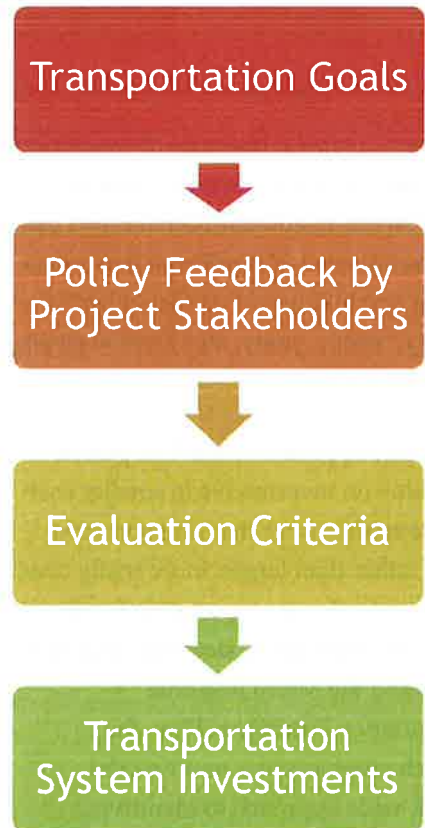 Transportation Goals
Policy Feedback by
Project Stakeholders
Evaluation Criteria
Transportation
System Investments